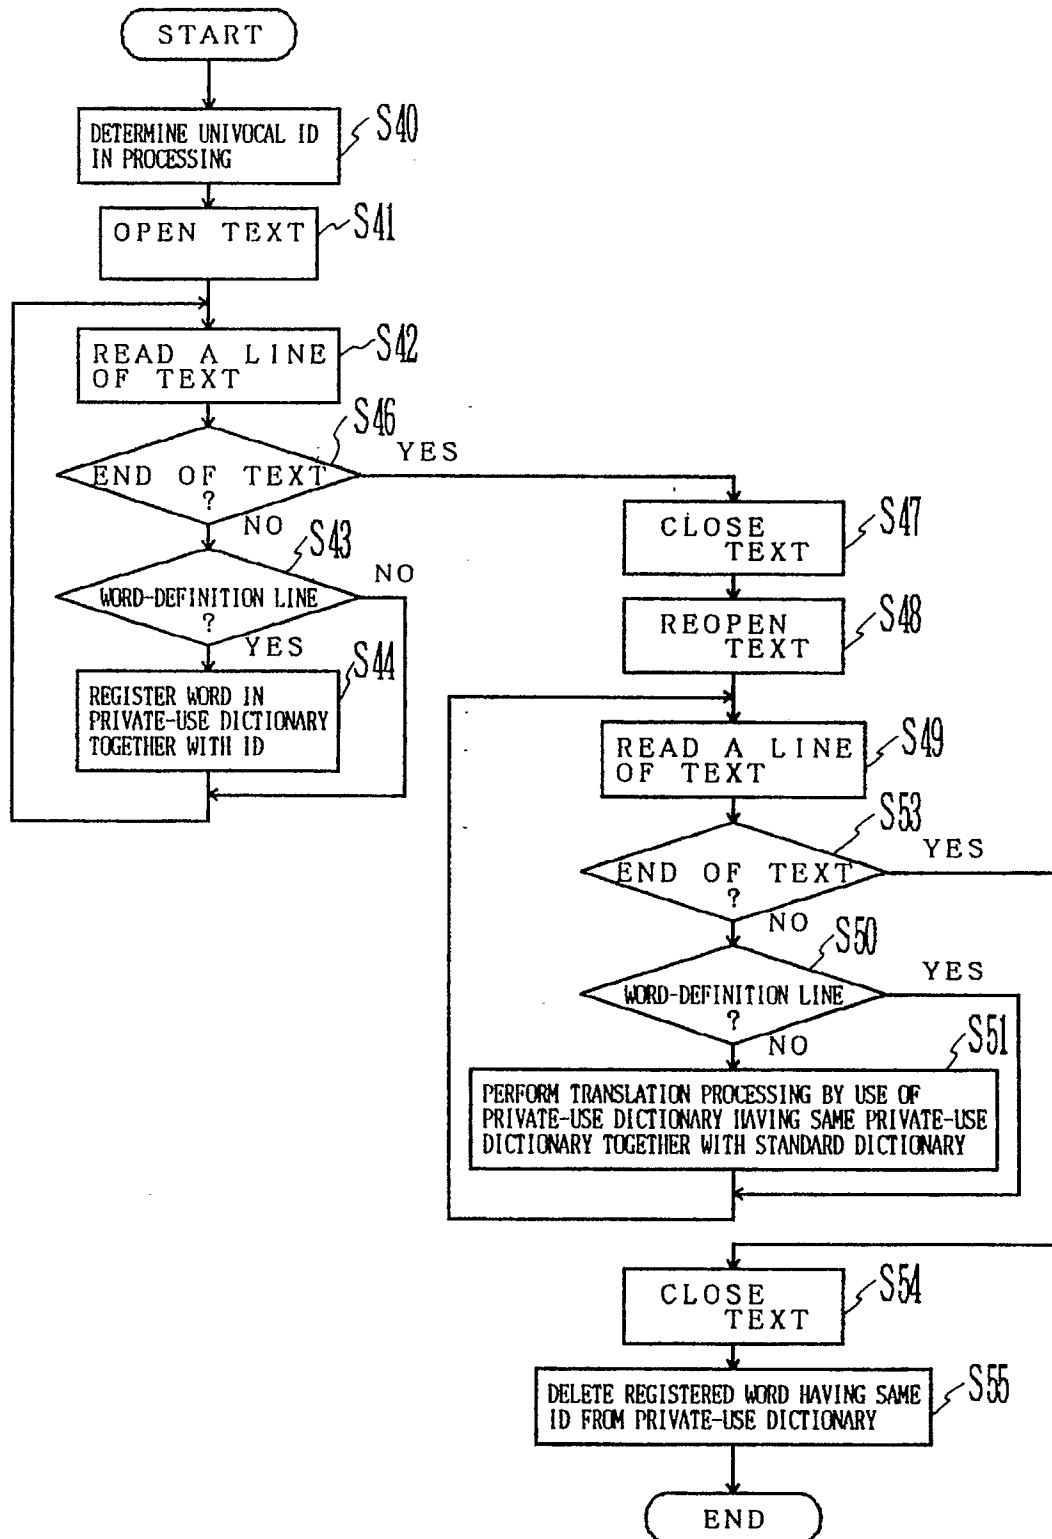 START
S40
DETERMINE UNIVOCAL ID
IN PROCESSING
S41
OPEN TEXT
S42
READ A LINE
OF TEXT
S46
END OF TEXT
?
YES
NO
S43
WORD-DEFINITION LINE
?
NO
YES
S44
REGISTER WORD IN
PRIVATE-USE DICTIONARY
TOGETHER WITH ID
S47
CLOSE
TEXT
S48
REOPEN
TEXT
S49
READ A LINE
OF TEXT
S53
END OF TEXT
?
YES
NO
S50
WORD-DEFINITION LINE
?
YES
NO
S51
PERFORM TRANSLATION PROCESSING BY USE OF
PRIVATE-USE DICTIONARY HAVING SAME PRIVATE-USE
DICTIONARY TOGETHER WITH STANDARD DICTIONARY
S54
CLOSE
TEXT
S55
DELETE REGISTERED WORD HAVING SAME
ID FROM PRIVATE-USE DICTIONARY
END